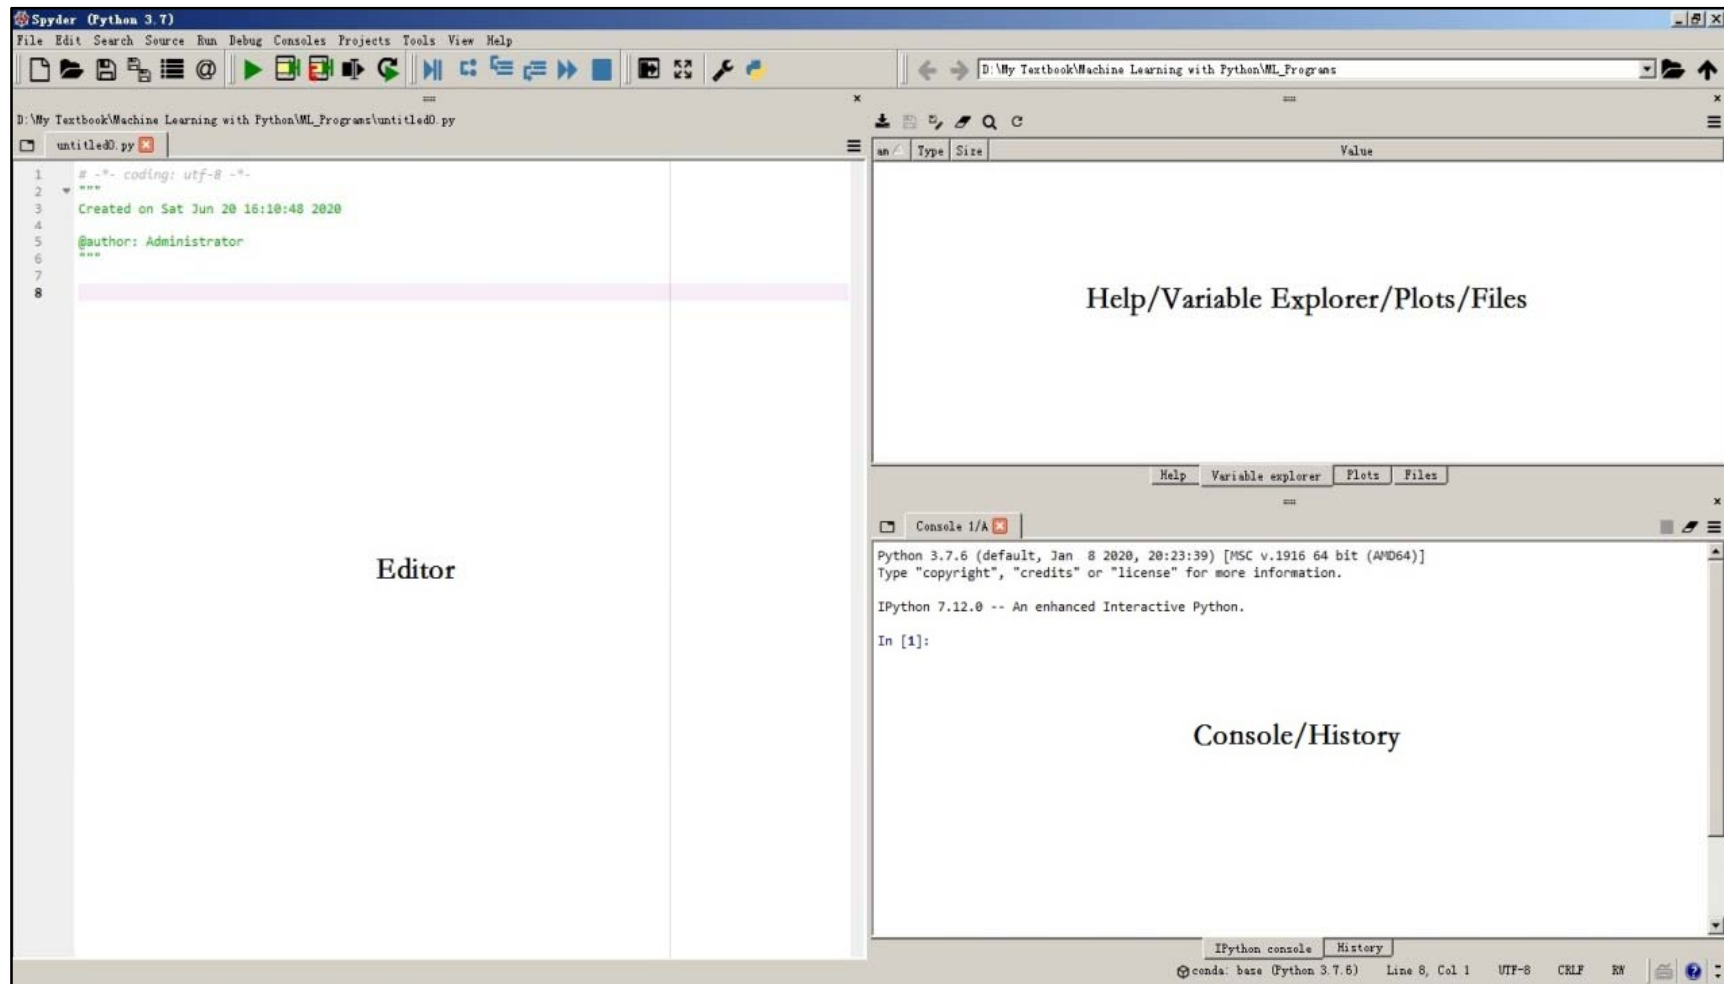 Spyder (Python 3.7)
File Edit Search Source Run Debug Consoles Projects Tools View Help
D:\My Textbook\Machine Learning with Python\ML_Programs
D:\My Textbook\Machine Learning with Python\ML_Programs\untitled0.py
untitled0.py
1 # -*- coding: utf-8 -*-
2 """
3 Created on Sat Jun 20 16:10:48 2020
4
5 @author: Administrator
6 """
7
8
Editor
am Type Size Value
Help/Variable Explorer/Plots/Files
Help Variable explorer Plots Files
Console 1/A
Python 3.7.6 (default, Jan  8 2020, 20:23:39) [MSC v.1916 64 bit (AMD64)]
Type "copyright", "credits" or "license" for more information.
IPython 7.12.0 -- An enhanced Interactive Python.
In [1]:
Console/History
IPython console History
conda: base (Python 3.7.6) Line 8, Col 1 UTF-8 CRLF RW